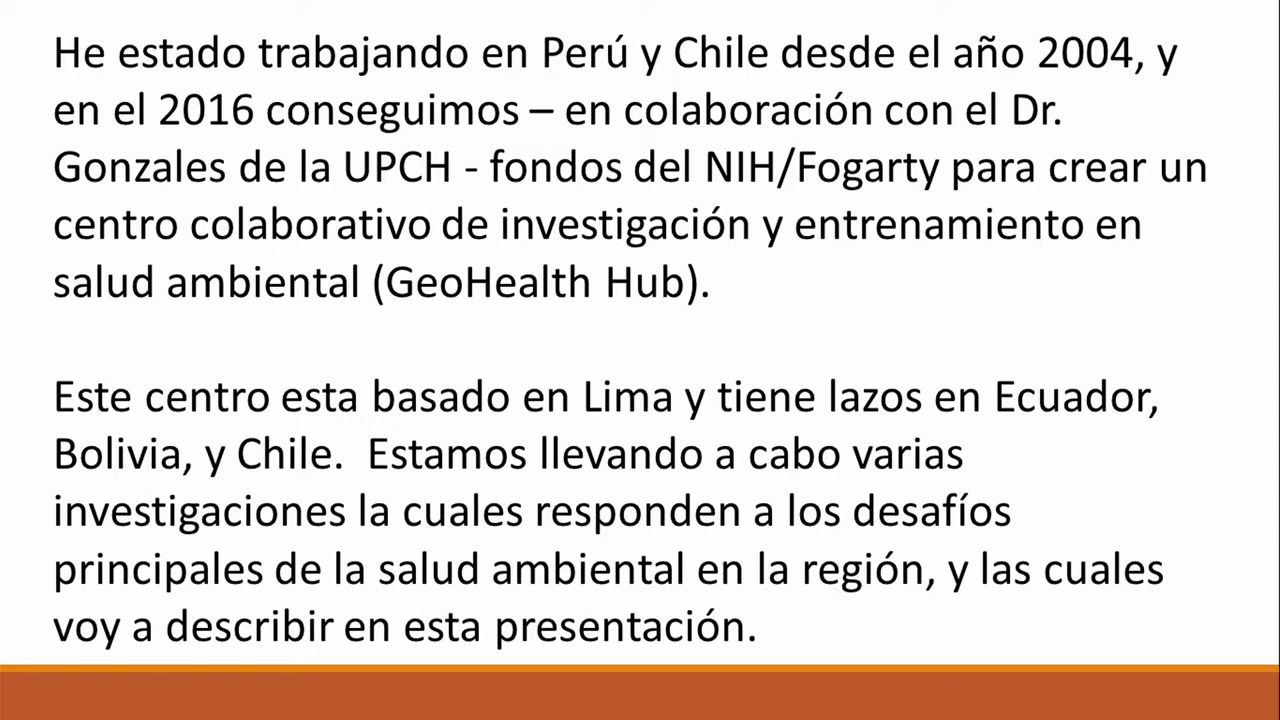 He estado trabajando en Perú y Chile desde el año 2004, y
en el 2016 conseguimos – en colaboración con el Dr.
Gonzales de la UPCH - fondos del NIH/Fogarty para crear un
centro colaborativo de investigación y entrenamiento en
salud ambiental (GeoHealth Hub).
Este centro esta basado en Lima y tiene lazos en Ecuador,
Bolivia, y Chile.  Estamos llevando a cabo varias
investigaciones la cuales responden a los desafíos
principales de la salud ambiental en la región, y las cuales
voy a describir en esta presentación.